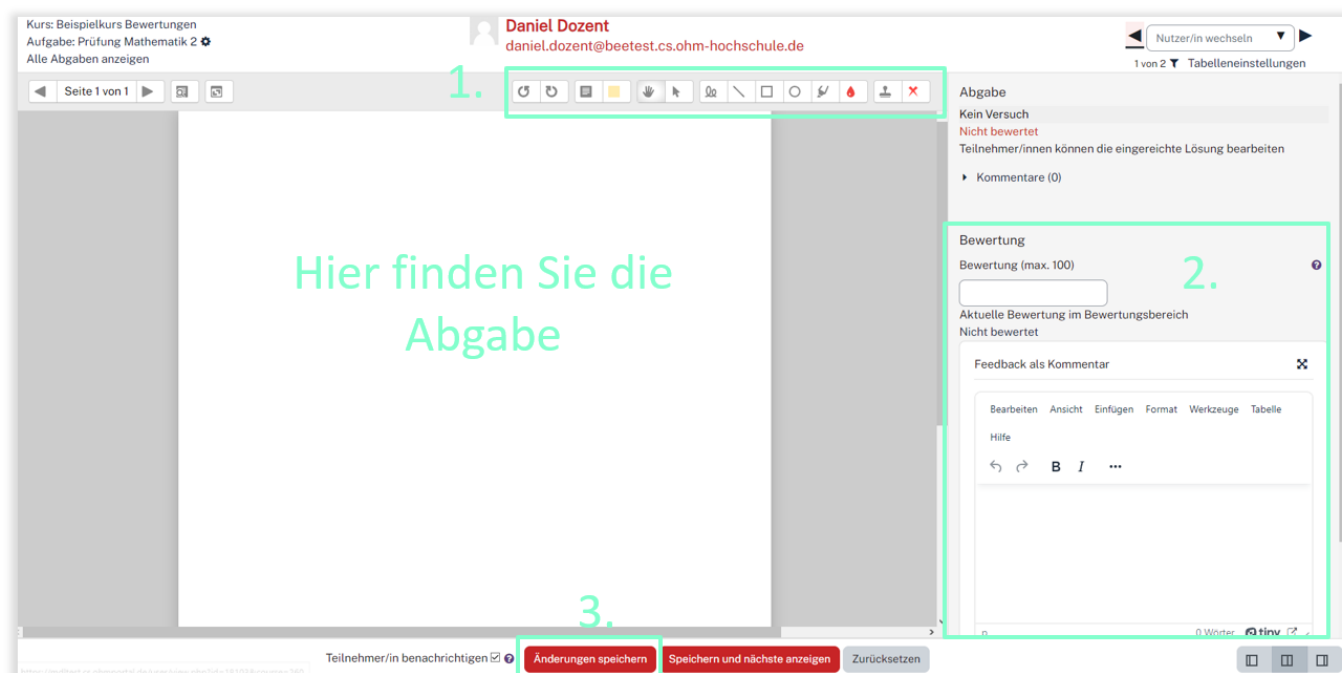 Kurs: Beispielkurs Bewertungen
Aufgabe: Prüfung Mathematik 2
Alle Abgaben anzeigen
Daniel Dozent
daniel.dozent@beetest.cs.ohm-hochschule.de
Nutzer/in wechseln
1 von 2 Tabelleneinstellungen
Seite 1 von 1
1.
Hier finden Sie die
Abgabe
Abgabe
Kein Versuch
Nicht bewertet
Teilnehmer/innen können die eingereichte Lösung bearbeiten
Kommentare (0)
Bewertung
Bewertung (max. 100)
2.
Aktuelle Bewertung im Bewertungsbereich
Nicht bewertet
Feedback als Kommentar
Bearbeiten Ansicht Einfügen Format Werkzeuge Tabelle
Hilfe
B I
0 Wörter tiny
3.
Teilnehmer/in benachrichtigen
Änderungen speichern
Speichern und nächste anzeigen
Zurücksetzen